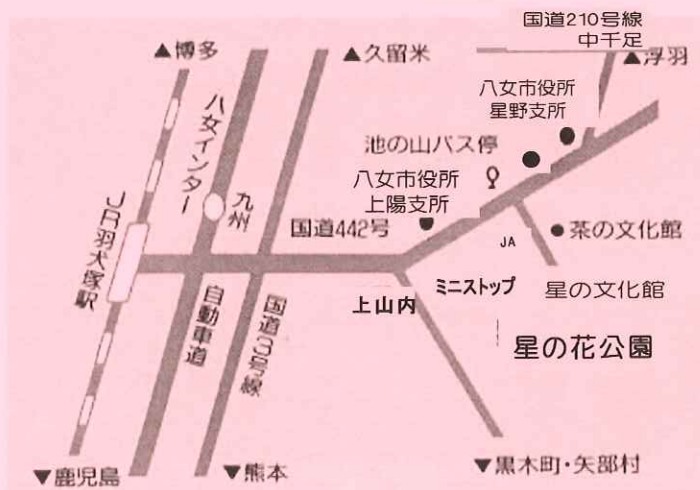 国道210号線
中千足
▲博多
▲久留米
▲浮羽
八女市役所
星野支所
八女インター
池の山バス停
八女市役所
上陽支所
九州
自動車道
JR羽犬塚駅
国道442号
JA
●茶の文化館
ミニストップ
星の文化館
上山内
国道3号線
星の花公園
▼鹿児島
▼熊本
▼黒木町・矢部村